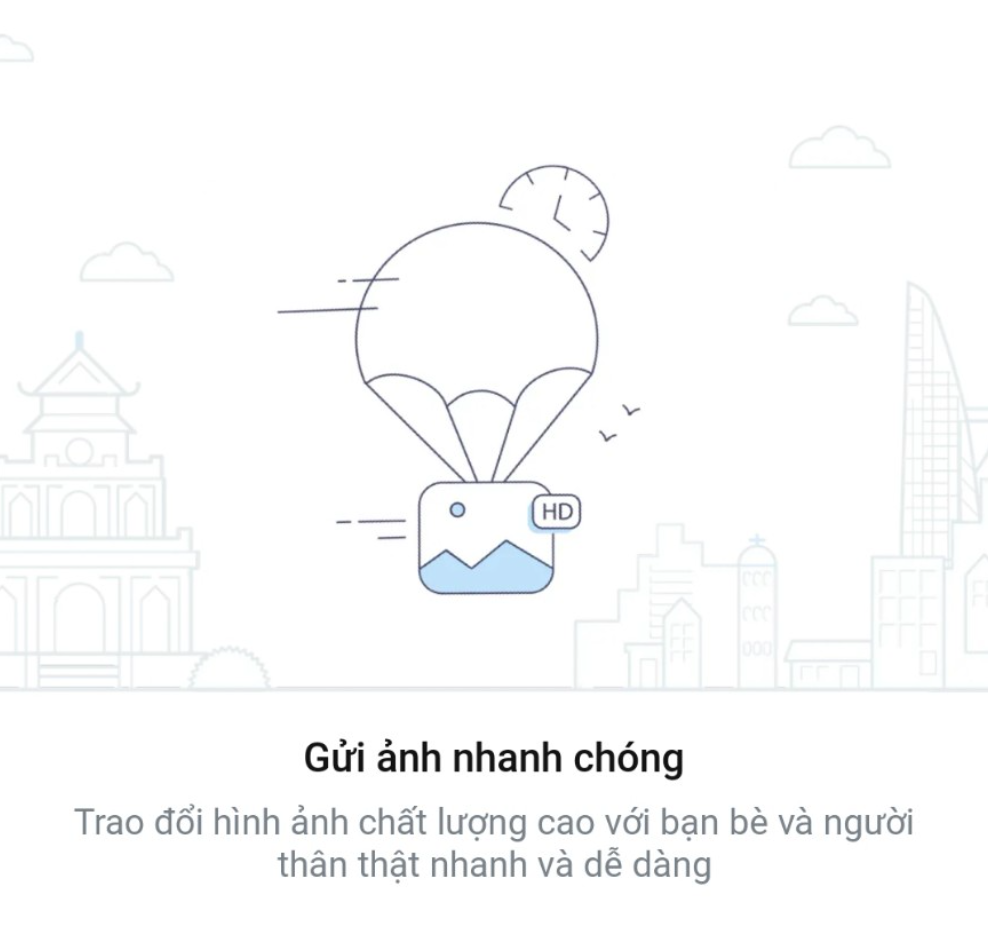 HD
Gửi ảnh nhanh chóng
Trao đổi hình ảnh chất lượng cao với bạn bè và người
thân thật nhanh và dễ dàng